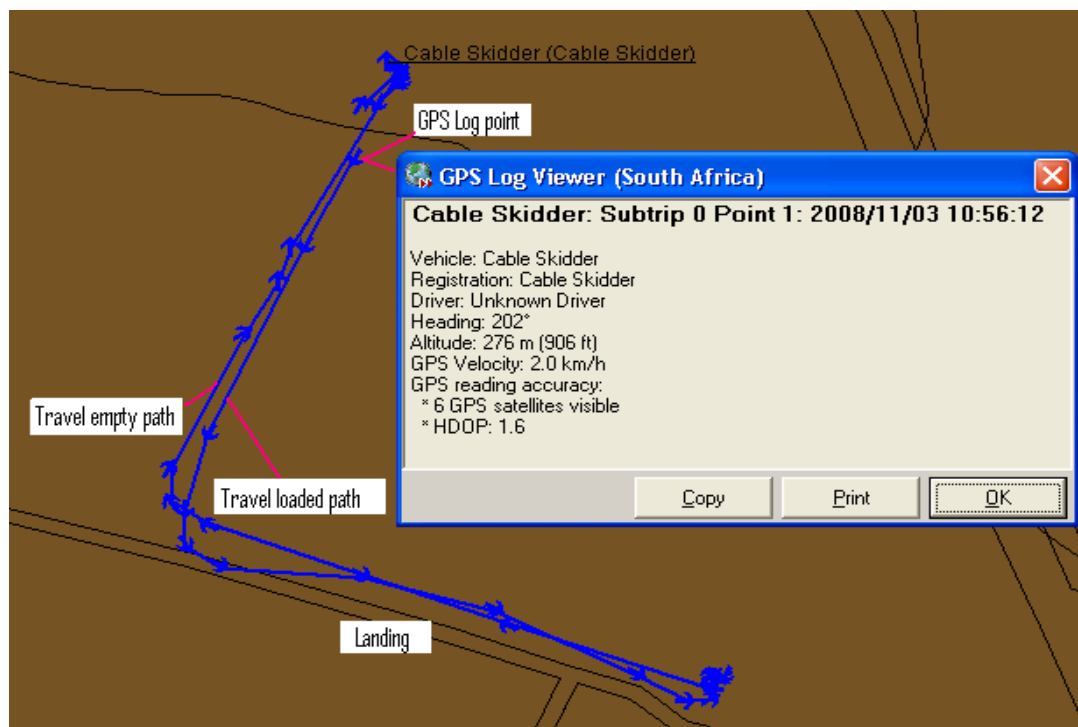 Cable Skidder (Cable Skidder)
GPS Log point
GPS Log Viewer (South Africa)
Cable Skidder: Subtrip 0 Point 1: 2008/11/03 10:56:12
Vehicle: Cable Skidder
Registration: Cable Skidder
Driver: Unknown Driver
Heading: 202°
Altitude: 276 m (906 ft)
GPS Velocity: 2.0 km/h
GPS reading accuracy:
* 6 GPS satellites visible
* HDOP: 1.6
Copy
Print
OK
Travel empty path
Travel loaded path
Landing